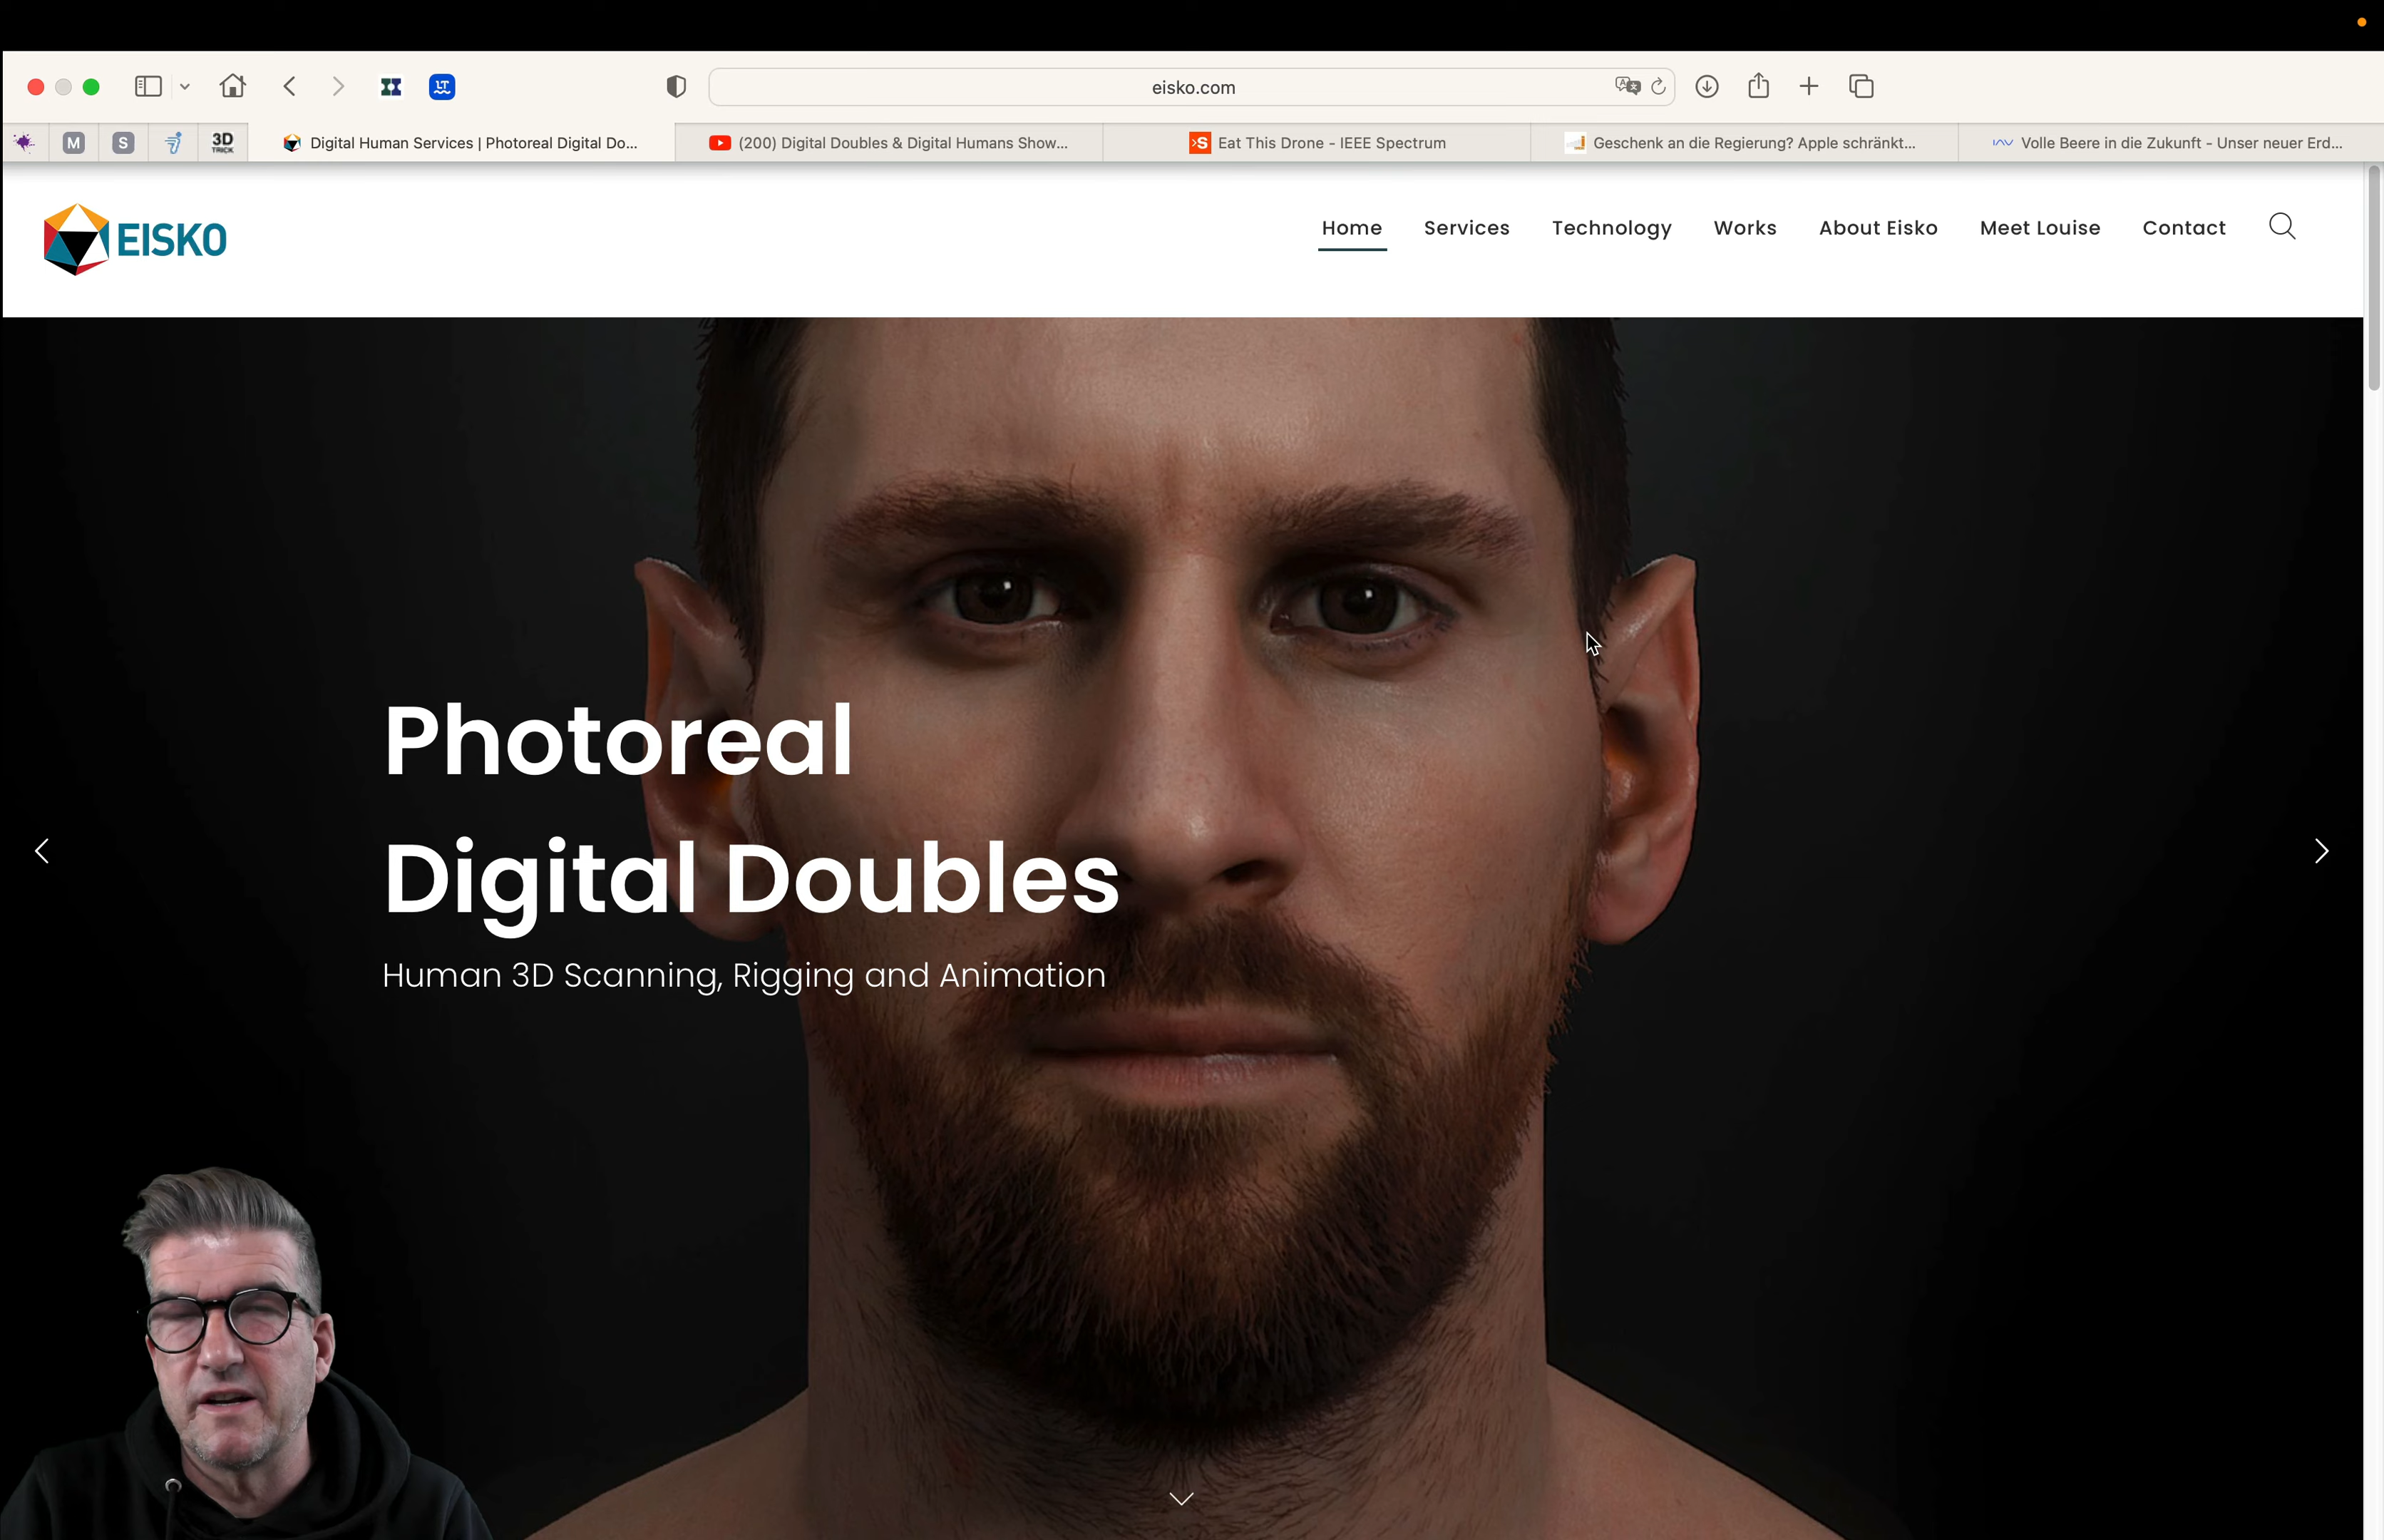 eisko.com
M
S
3D
TRICK
Digital Human Services | Photoreal Digital Do...
(200) Digital Doubles & Digital Humans Show...
Eat This Drone - IEEE Spectrum
Geschenk an die Regierung? Apple schränkt...
Volle Beere in die Zukunft - Unser neuer Erd...
EISKO
Home
Services
Technology
Works
About Eisko
Meet Louise
Contact
Photoreal
Digital Doubles
Human 3D Scanning, Rigging and Animation